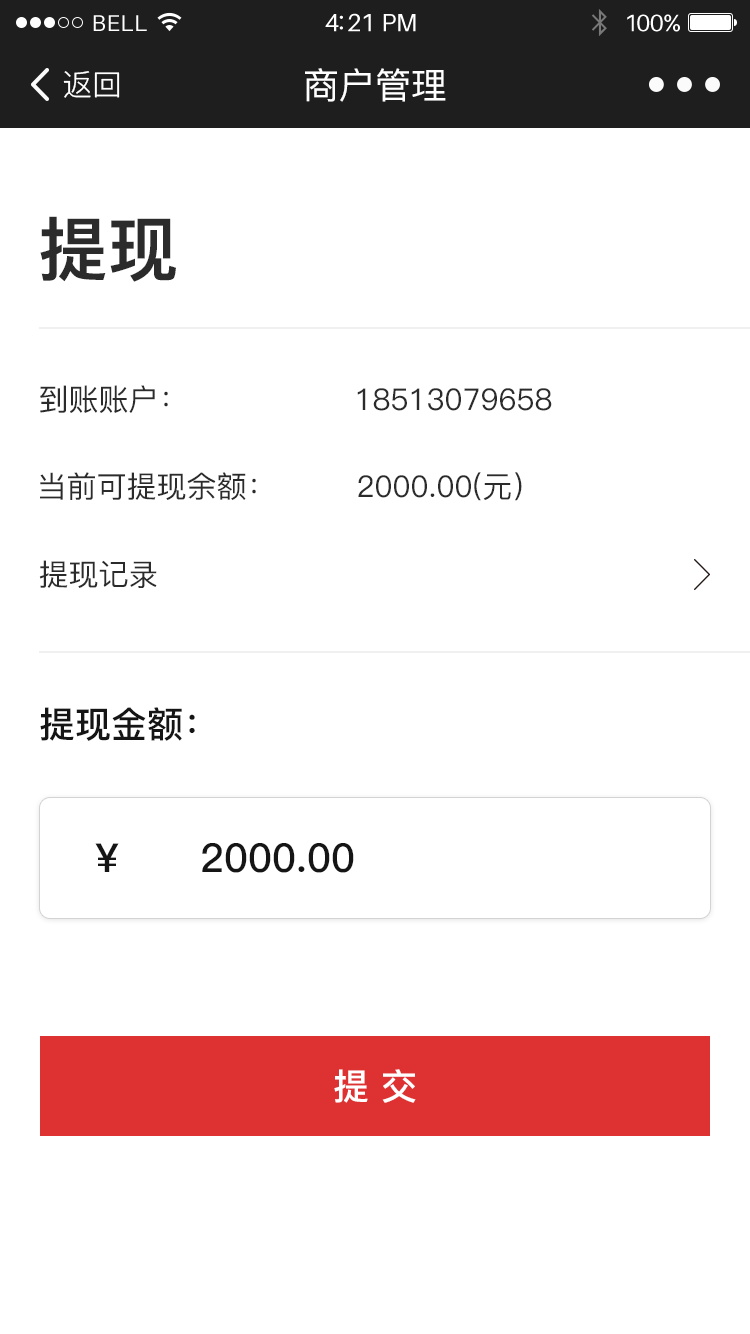 BELL 4:21 PM 100%
返回 商户管理
提现
到账账户： 18513079658
当前可提现余额： 2000.00(元)
提现记录
提现金额：
¥ 2000.00
提交